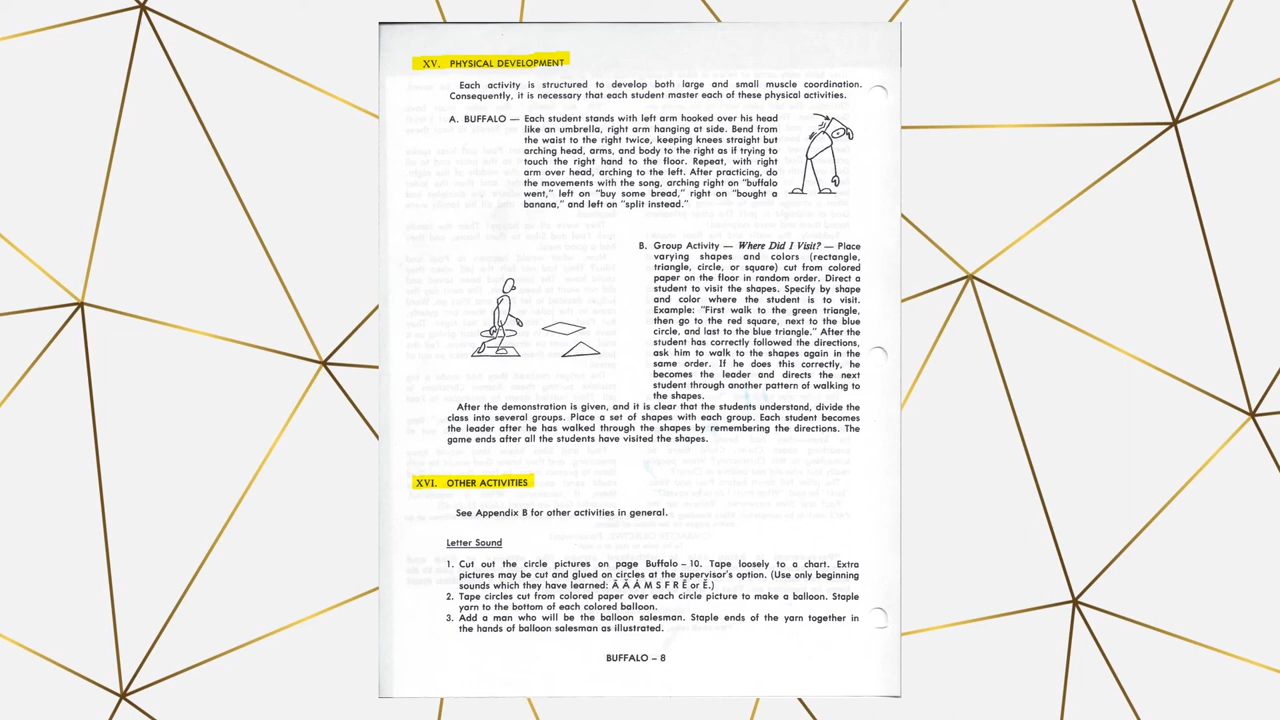 XV. PHYSICAL DEVELOPMENT
Each activity is structured to develop both large and small muscle coordination.
Consequently, it is necessary that each student master each of these physical activities.
A. BUFFALO — Each student stands with left arm hooked over his head
like an umbrella, right arm hanging at side. Bend from
the waist to the right twice, keeping knees straight but
arching head, arms, and body to the right as if trying to
touch the right hand to the floor. Repeat, with right
arm over head, arching to the left. After practicing, do
the movements with the song, arching right on "buffalo
went," left on "buy some bread," right on "bought a
banana," and left on "split instead."
B. Group Activity — Where Did I Visit? — Place
varying shapes and colors (rectangle,
triangle, circle, or square) cut from colored
paper on the floor in random order. Direct a
student to visit the shapes. Specify by shape
and color where the student is to visit.
Example: "First walk to the green triangle,
then go to the red square, next to the blue
circle, and last to the blue triangle." After the
student has correctly followed the directions,
ask him to walk to the shapes again in the
same order. If he does this correctly, he
becomes the leader and directs the next
student through another pattern of walking to
the shapes.
After the demonstration is given, and it is clear that the students understand, divide the
class into several groups. Place a set of shapes with each group. Each student becomes
the leader after he has walked through the shapes by remembering the directions. The
game ends after all the students have visited the shapes.
XVI. OTHER ACTIVITIES
See Appendix B for other activities in general.
Letter Sound
1. Cut out the circle pictures on page Buffalo – 10. Tape loosely to a chart. Extra
pictures may be cut and glued on circles at the supervisor's option. (Use only beginning
sounds which they have learned: M S F R or
2. Tape circles cut from colored paper over each circle picture to make a balloon. Staple
yarn to the bottom of each colored balloon.
3. Add a man who will be the balloon salesman. Staple ends of the yarn together in
the hands of balloon salesman as illustrated.
BUFFALO – 8